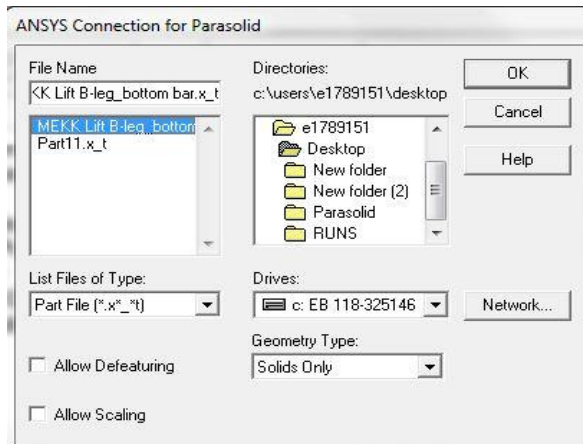 ANSYS Connection for Parasolid
File Name
KK Lift B-leg_bottom bar.x_t
MEKK Lift B-leg_bottom
Part11.x_t
List Files of Type:
Part File (*.x*_*t)
Allow Defeaturing
Allow Scaling
Directories:
c:\users\e1789151\desktop
e1789151
Desktop
New folder
New folder (2)
Parasolid
RUNS
Drives:
c: EB 118-325146
Geometry Type:
Solids Only
OK
Cancel
Help
Network...